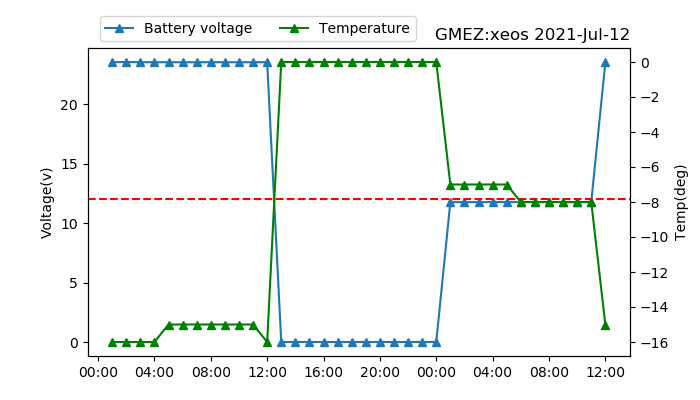 Battery voltage Temperature
GMEZ:xeos 2021-Jul-12
Voltage(v)
20
15
10
5
0
0
−2
−4
−6
−8
−10
−12
−14
−16
Temp(deg)
00:00 04:00 08:00 12:00 16:00 20:00 00:00 04:00 08:00 12:00